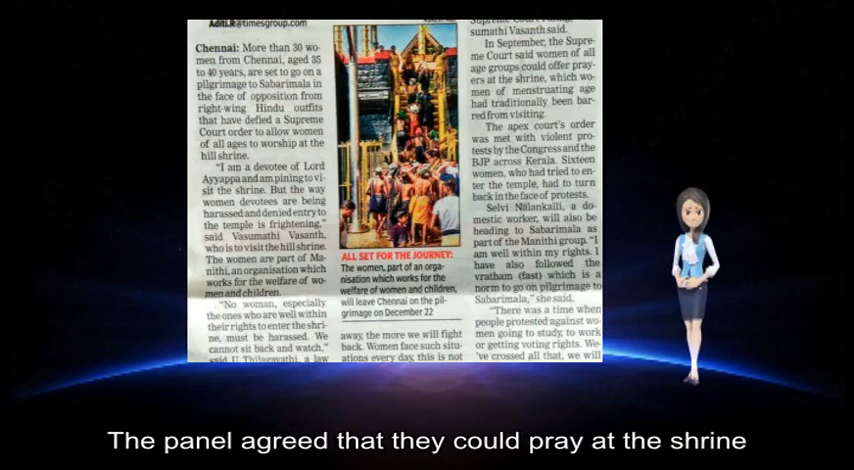 Aditi.R@timesgroup.com
Chennai: More than 30 wo-
men from Chennai, aged 35
to 40 years, are set to go on a
pilgrimage to Sabarimala in
the face of opposition from
right-wing Hindu outfits
that have defied a Supreme
Court order to allow women
of all ages to worship at the
hill shrine.
"I am a devotee of Lord
Ayyappa and am pining to vi-
sit the shrine. But the way
women devotees are being
harassed and denied entry to
the temple is frightening,"
said Vasumathi Vasanth,
who is to visit the hill shrine.
The women are part of Ma-
nithi, an organisation which
works for the welfare of wo-
men and children.
"No woman, especially
the ones who are well within
their rights to enter the shri-
ne, must be harassed. We
cannot sit back and watch,"
said U Thilagavathi, a law
ALL SET FOR THE JOURNEY:
The women, part of an orga-
nisation which works for the
welfare of women and children,
will leave Chennai on the pil-
grimage on December 22
away, the more we will fight
back. Women face such situ-
ations every day, this is not
Supreme Court
sumathi Vasanth said.
In September, the Supre-
me Court said women of all
age groups could offer pray-
ers at the shrine, which wo-
men of menstruating age
had traditionally been bar-
red from visiting.
The apex court's order
was met with violent pro-
tests by the Congress and the
BJP across Kerala. Sixteen
women, who had tried to en-
ter the temple, had to turn
back in the face of protests.
Selvi Nalankalli, a do-
mestic worker, will also be
heading to Sabarimala as
part of the Manithi group. "I
am well within my rights. I
have also followed the
vratham (fast) which is a
norm to go on pilgrimage to
Sabarimala," she said.
"There was a time when
people protested against wo-
men going to study, to work
or getting voting rights. We-
've crossed all that, we will
The panel agreed that they could pray at the shrine